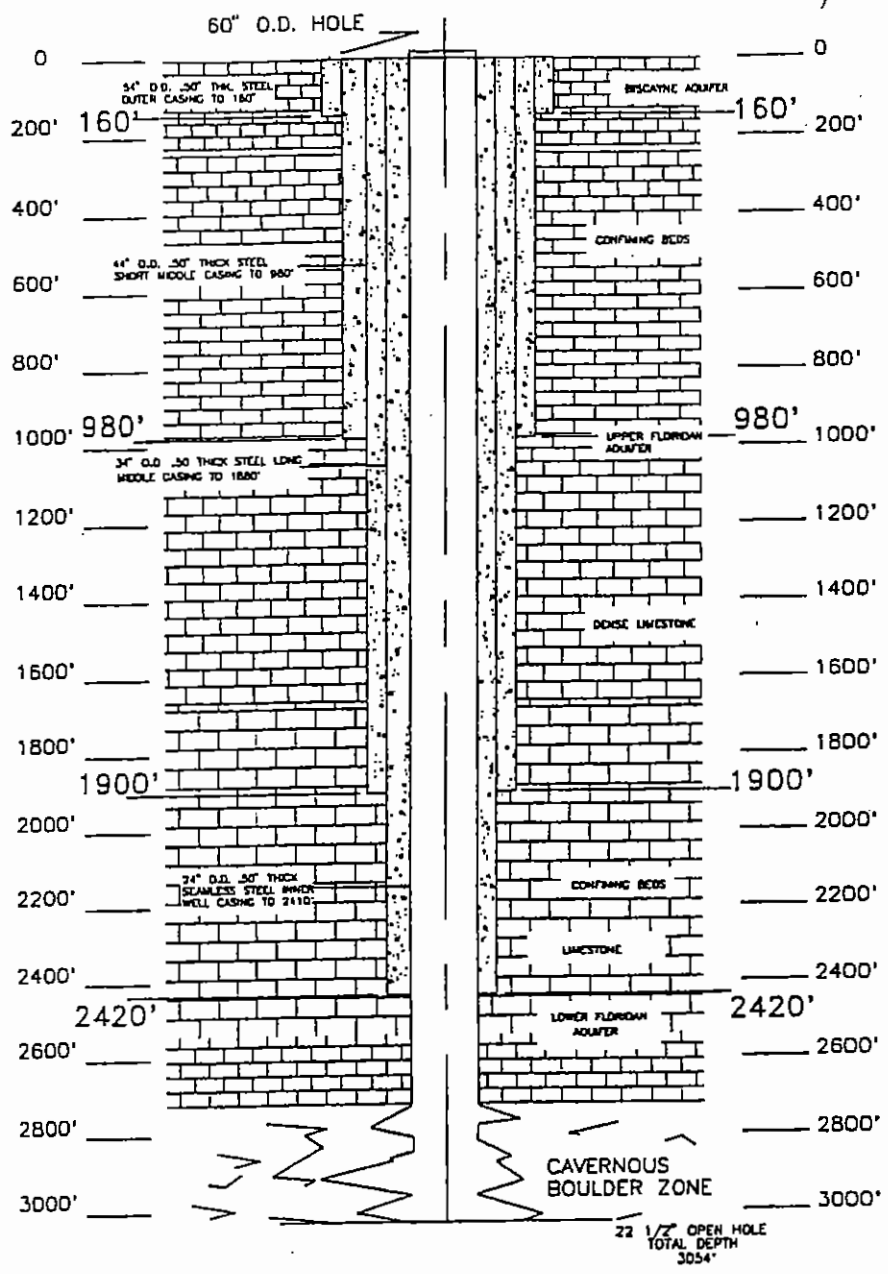 60" O.D. HOLE
0
0
54" O.D. .50" THK. STEEL
OUTER CASING TO 160'
BISCAYNE AQUIFER
160'
160'
200'
200'
400'
400'
CONFINING BEDS
44" O.D. .50" THICK STEEL
SHORT MIDDLE CASING TO 980'
600'
600'
800'
800'
980'
980'
1000'
1000'
UPPER FLORIDAN
AQUIFER
34" O.D .50 THICK STEEL LONG
MIDDLE CASING TO 1880'
1200'
1200'
1400'
1400'
DENSE LIMESTONE
1600'
1600'
1800'
1800'
1900'
1900'
2000'
2000'
24" O.D. .50" THICK
SEAMLESS STEEL INNER
WELL CASING TO 2410'
CONFINING BEDS
2200'
2200'
LIMESTONE
2400'
2400'
2420'
2420'
LOWER FLORIDAN
AQUIFER
2600'
2600'
2800'
2800'
CAVERNOUS
BOULDER ZONE
3000'
3000'
22 1/2" OPEN HOLE
TOTAL DEPTH
3054'